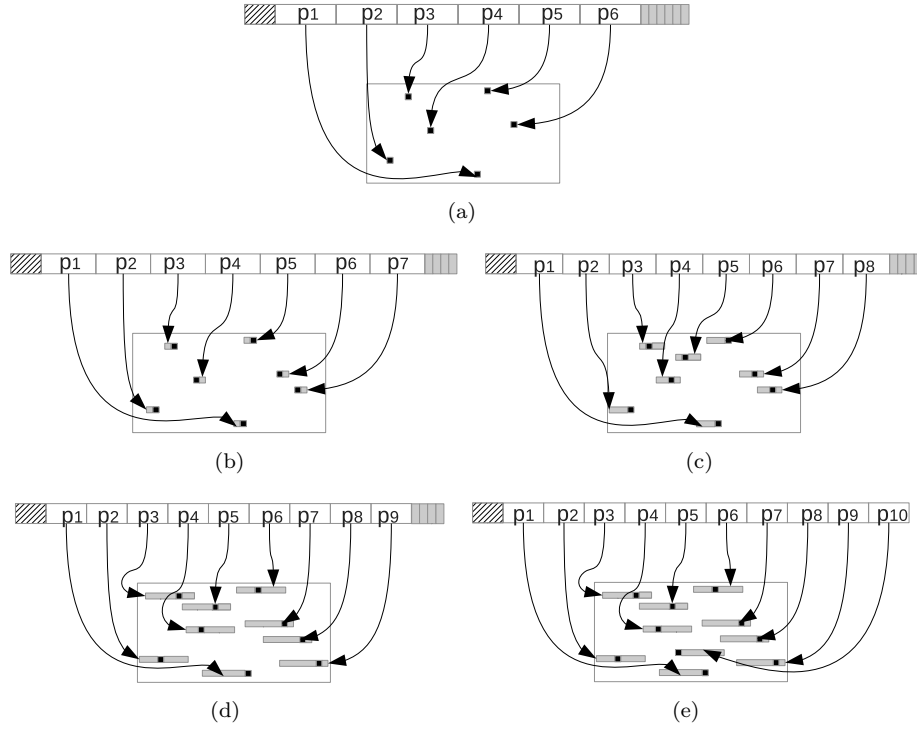 p1 p2 p3 p4 p5 p6
(a)
p1 p2 p3 p4 p5 p6 p7
p1 p2 p3 p4 p5 p6 p7 p8
(b)
(c)
p1 p2 p3 p4 p5 p6 p7 p8 p9
p1 p2 p3 p4 p5 p6 p7 p8 p9 p10
(d)
(e)